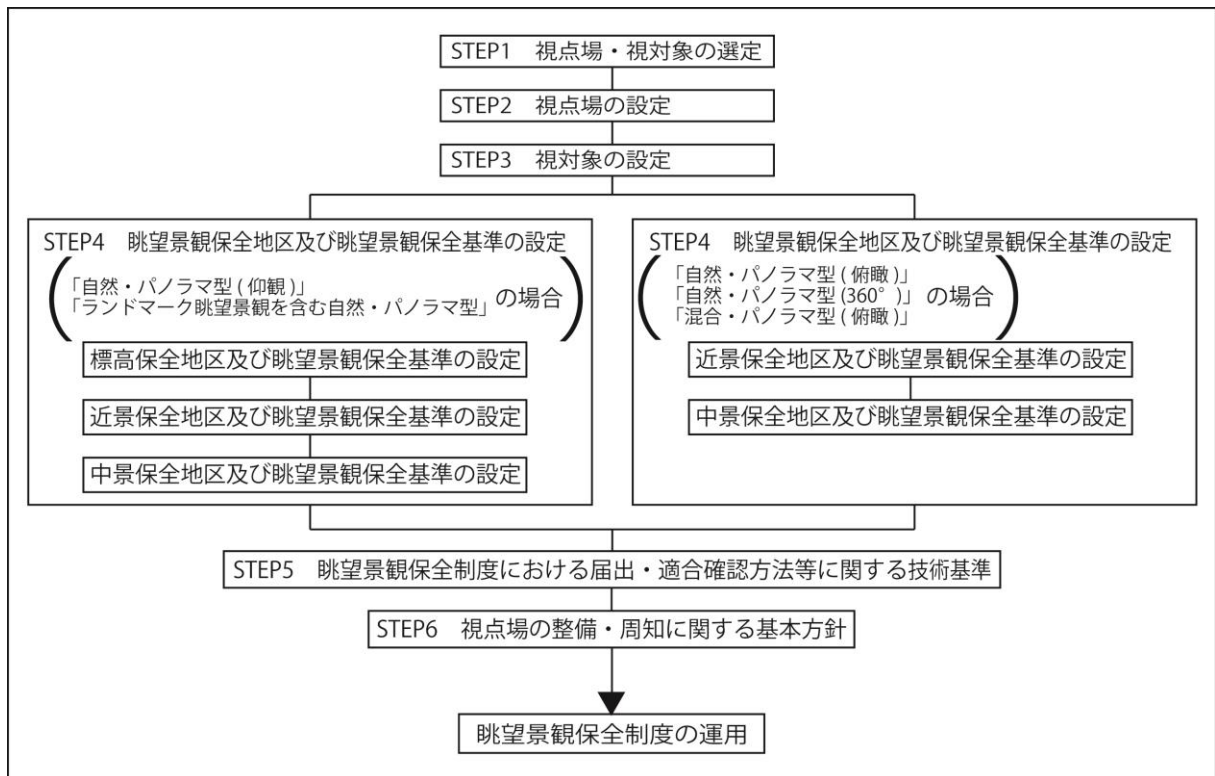 STEP1 視点場・視対象の選定
STEP2 視点場の設定
STEP3 視対象の設定
STEP4 眺望景観保全地区及び眺望景観保全基準の設定
「自然・パノラマ型(仰観)」
「ランドマーク眺望景観を含む自然・パノラマ型」
の場合
標高保全地区及び眺望景観保全基準の設定
近景保全地区及び眺望景観保全基準の設定
中景保全地区及び眺望景観保全基準の設定
STEP4 眺望景観保全地区及び眺望景観保全基準の設定
「自然・パノラマ型(俯瞰)」
「自然・パノラマ型(360°)」
「混合・パノラマ型(俯瞰)」
の場合
近景保全地区及び眺望景観保全基準の設定
中景保全地区及び眺望景観保全基準の設定
STEP5 眺望景観保全制度における届出・適合確認方法等に関する技術基準
STEP6 視点場の整備・周知に関する基本方針
眺望景観保全制度の運用